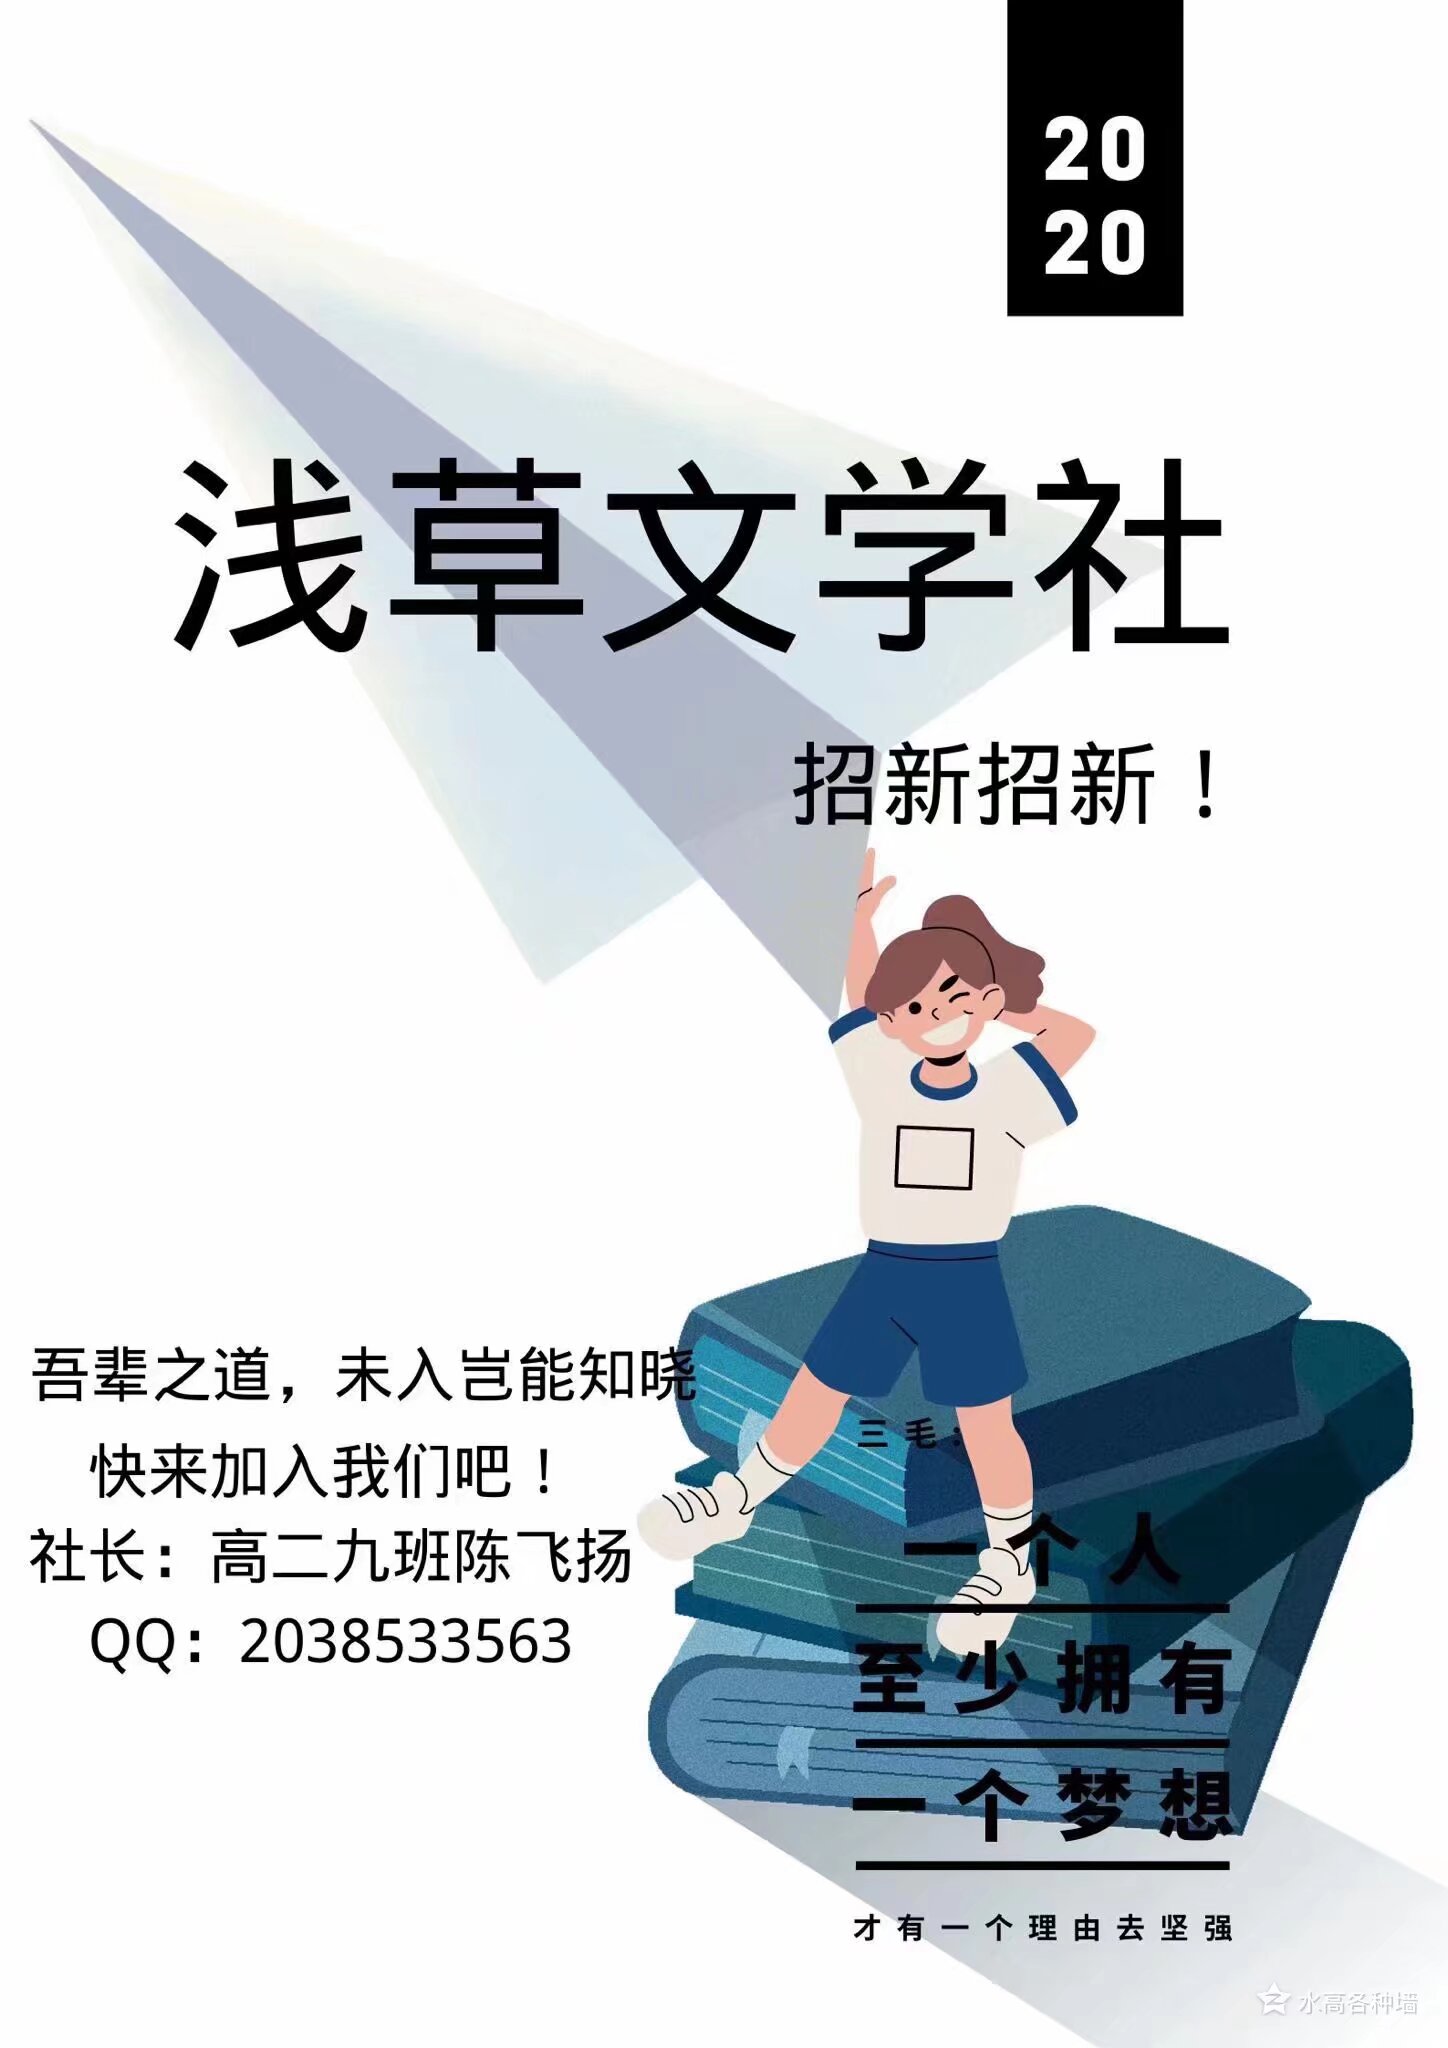 20
20
浅草文学社
招新招新！
吾辈之道，未入岂能知晓
快来加入我们吧！
社长：高二九班陈飞扬
QQ：2038533563
三毛：
一个人
至少拥有
一个梦想
才有一个理由去坚强
水高各种墙